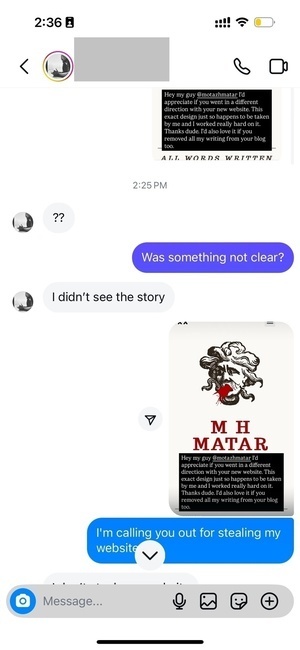 2:36
Hey my guy @motazhmatar I'd
appreciate if you went in a different
direction with your new website. This
exact design just so happens to be taken
by me and I worked really hard on it.
Thanks dude. I'd also love it if you
removed all my writing from your blog
too.
ALL WORDS WRITTEN
2:25 PM
??
Was something not clear?
I didn't see the story
M H
MATAR
Hey my guy @motazhmatar I'd
appreciate if you went in a different
direction with your new website. This
exact design just so happens to be taken
by me and I worked really hard on it.
Thanks dude. I'd also love it if you
removed all my writing from your blog
too.
I'm calling you out for stealing my
website
Message...